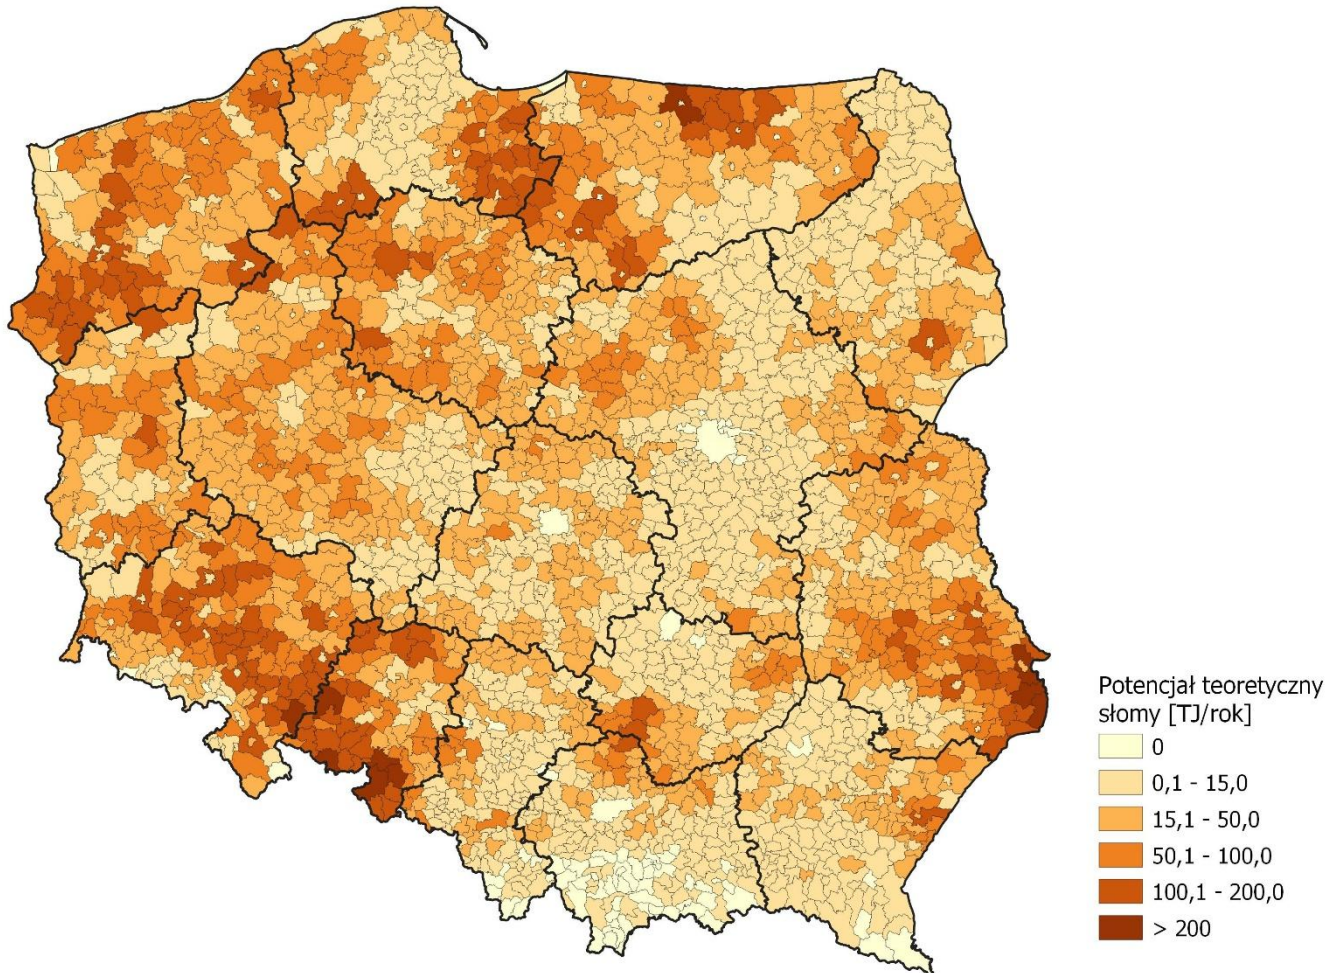 Potencjał teoretyczny
słomy [TJ/rok]
0
0,1 - 15,0
15,1 - 50,0
50,1 - 100,0
100,1 - 200,0
> 200